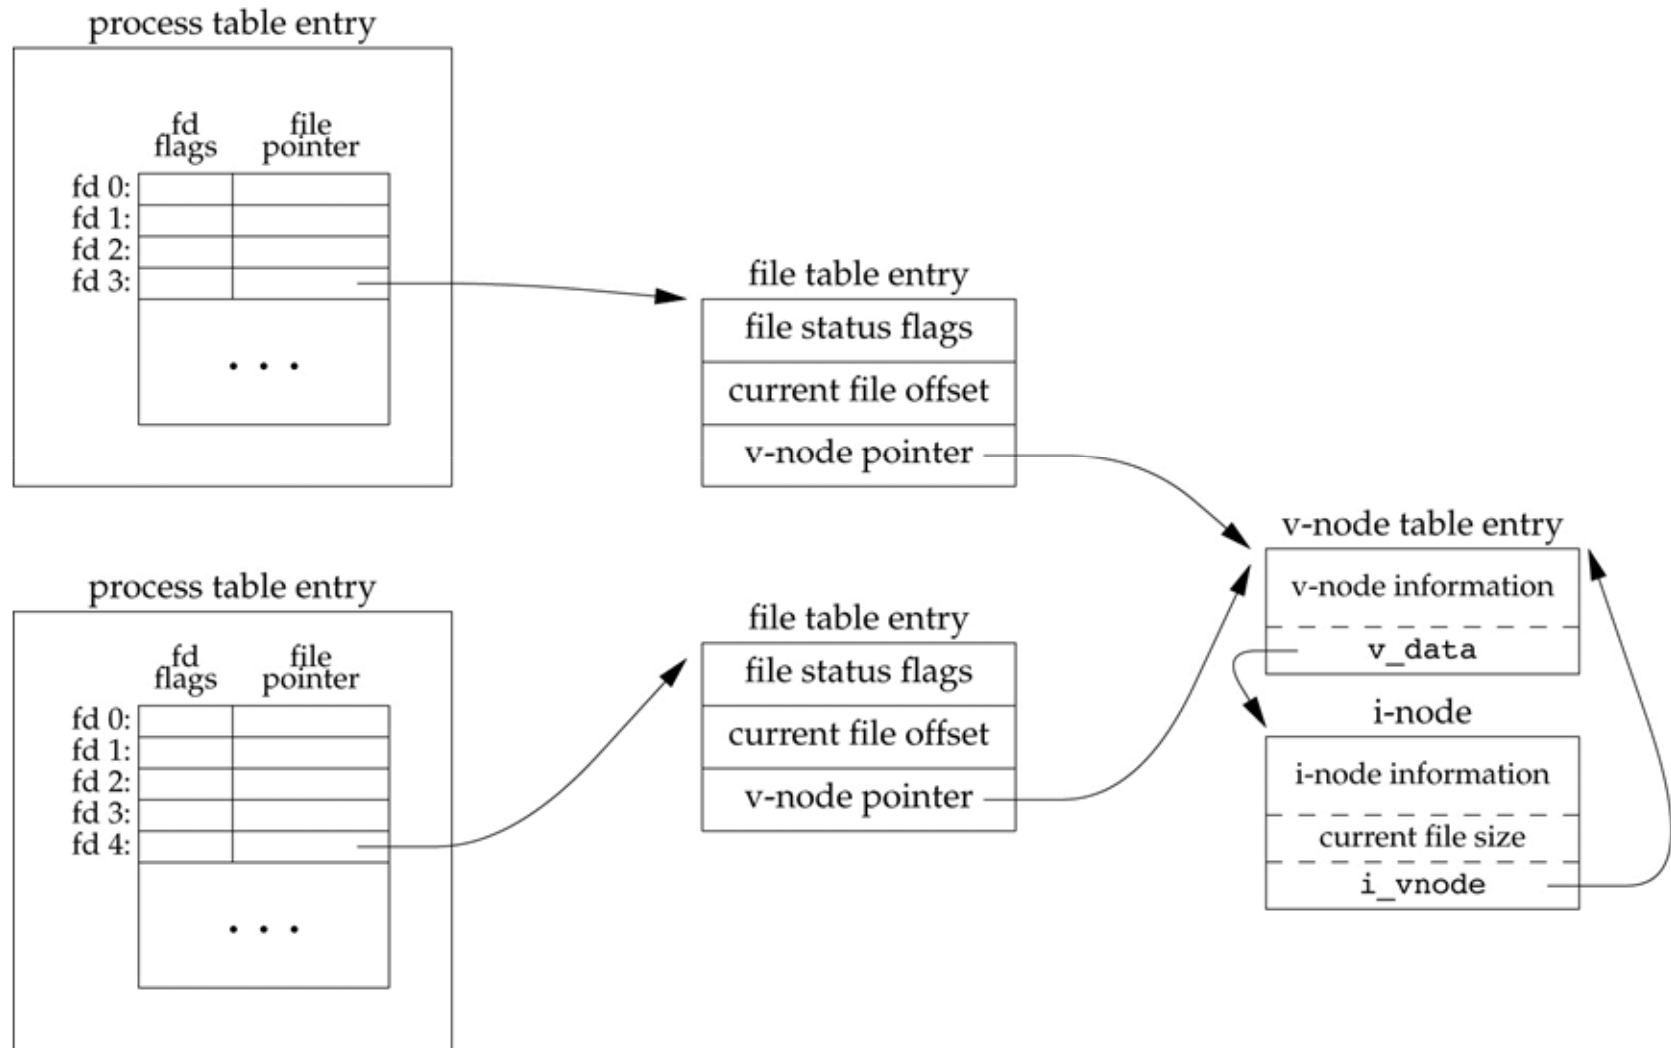 process table entry
fd
flags
file
pointer
fd 0:
fd 1:
fd 2:
fd 3:
. . .
file table entry
file status flags
current file offset
v-node pointer
process table entry
fd
flags
file
pointer
fd 0:
fd 1:
fd 2:
fd 3:
fd 4:
. . .
file table entry
file status flags
current file offset
v-node pointer
v-node table entry
v-node information
v_data
i-node
i-node information
current file size
i_vnode